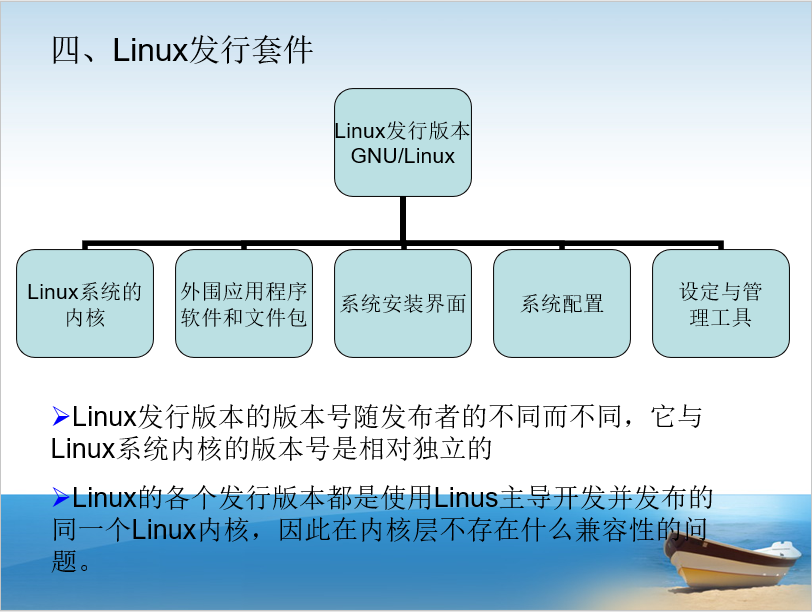 四、Linux发行套件
Linux发行版本
GNU/Linux
Linux系统的
内核
外围应用程序
软件和文件包
系统安装界面
系统配置
设定与管
理工具
➢Linux发行版本的版本号随发布者的不同而不同，它与
Linux系统内核的版本号是相对独立的
➢Linux的各个发行版本都是使用Linus主导开发并发布的
同一个Linux内核，因此在内核层不存在什么兼容性的问
题。